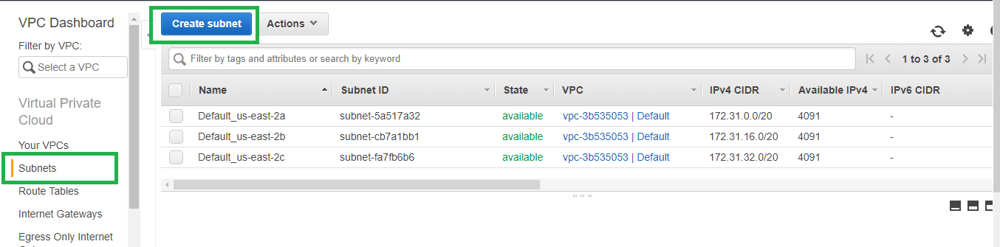 VPC Dashboard
Filter by VPC:
Select a VPC
Virtual Private
Cloud
Your VPCs
Subnets
Route Tables
Internet Gateways
Egress Only Internet
Create subnet Actions
Filter by tags and attributes or search by keyword 1 to 3 of 3
Name Subnet ID State VPC IPv4 CIDR Available IPv4 IPv6 CIDR
Default_us-east-2a subnet-5a517a32 available vpc-3b535053 | Default 172.31.0.0/20 4091 -
Default_us-east-2b subnet-cb7a1bb1 available vpc-3b535053 | Default 172.31.16.0/20 4091 -
Default_us-east-2c subnet-fa7fb6b6 available vpc-3b535053 | Default 172.31.32.0/20 4091 -